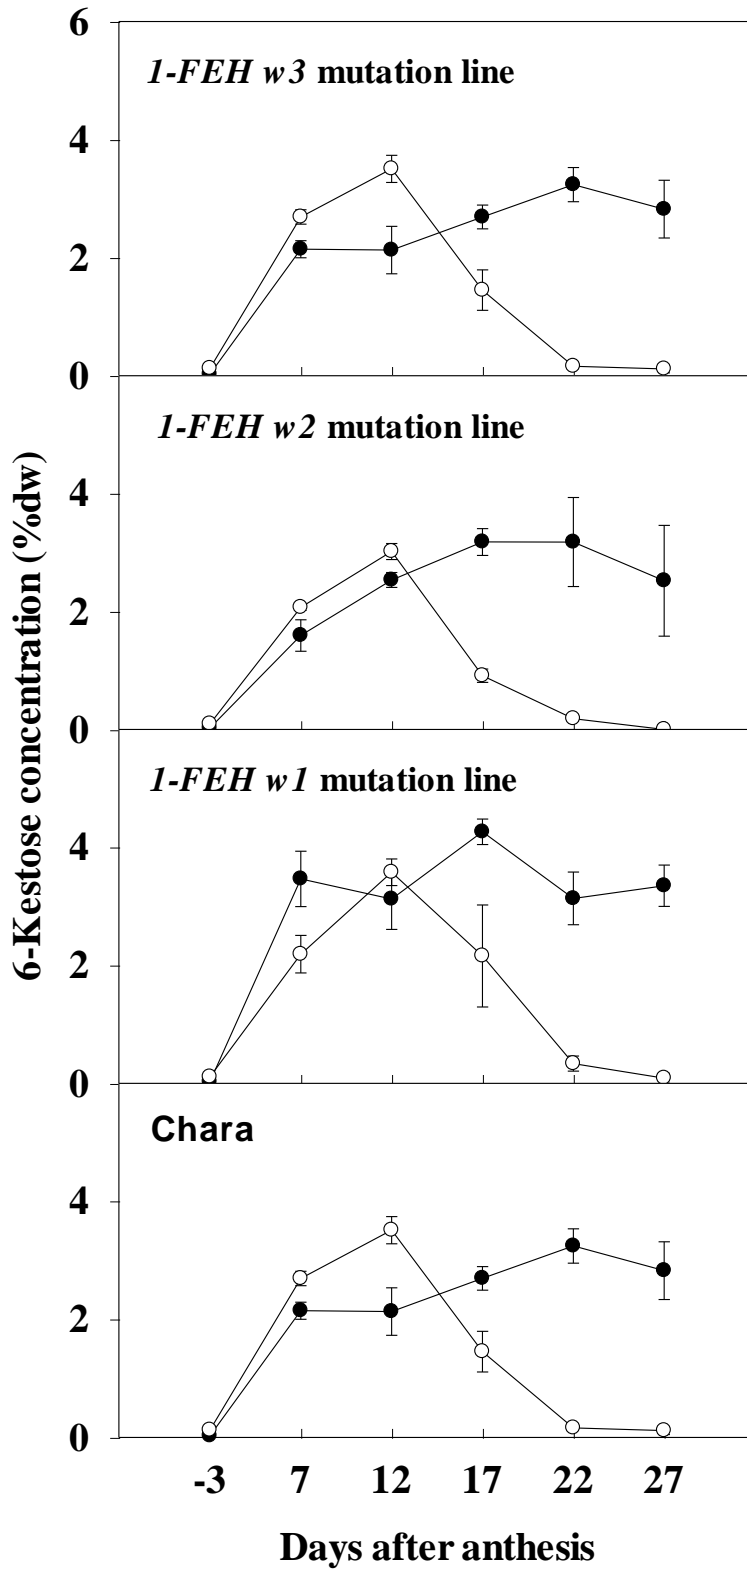 6
1-FEH w3 mutation line
4
2
0
1-FEH w2 mutation line
4
2
0
1-FEH w1 mutation line
4
2
0
Chara
4
2
0
-3 7 12 17 22 27
Days after anthesis
6-Kestose concentration (%dw)